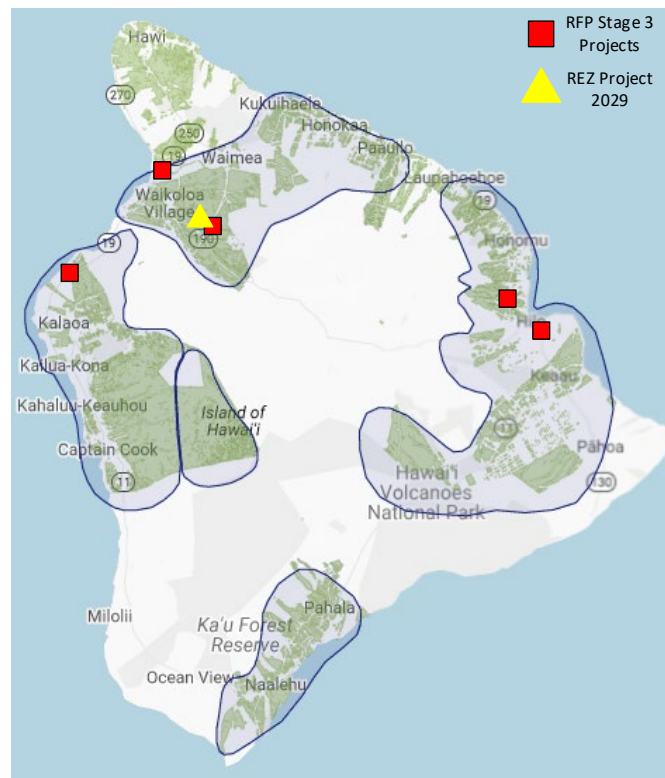 RFP Stage 3
Projects
REZ Project
2029
Hawi
270
250
19
Kukuihaele
Honokaa
Waimea
Paauilo
Laupahoehoe
Waikoloa
Village
190
19
Honomu
19
Kalaoa
Hilo
Kailua-Kona
Keaau
Kahaluu-Keauhou
Island of
Hawai'i
11
Captain Cook
Pāhoa
11
Hawai'i
Volcanoes
National Park
130
Milolii
Pahala
Ka'u Forest
Reserve
Ocean View
Naalehu